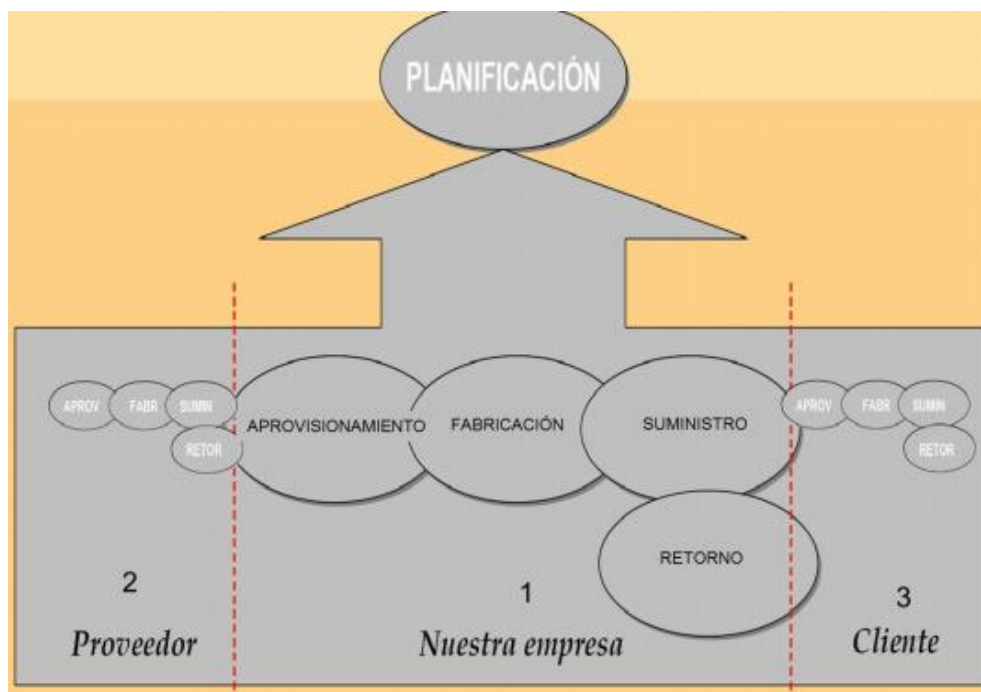 PLANIFICACIÓN
APROV
FABR
SUMIN
RETOR
APROVISIONAMIENTO
FABRICACIÓN
SUMINISTRO
RETORNO
APROV
FABR
SUMIN
RETOR
2
Proveedor
1
Nuestra empresa
3
Cliente